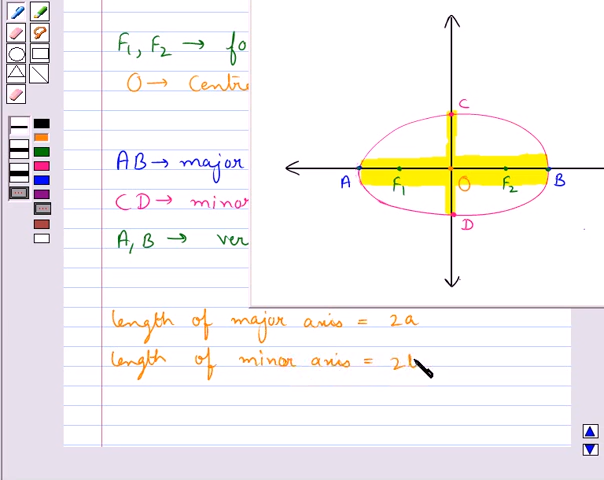 F₁, F₂ → fo
O → Centre
AB → major
CD → minor
A, B → ver
C
A F₁ O F₂ B
D
length of major axis = 2a
length of minor axis = 2b